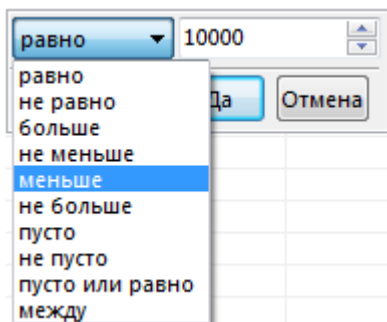 равно 10000
равно
не равно
Да Отмена
больше
не меньше
меньше
не больше
пусто
не пусто
пусто или равно
между